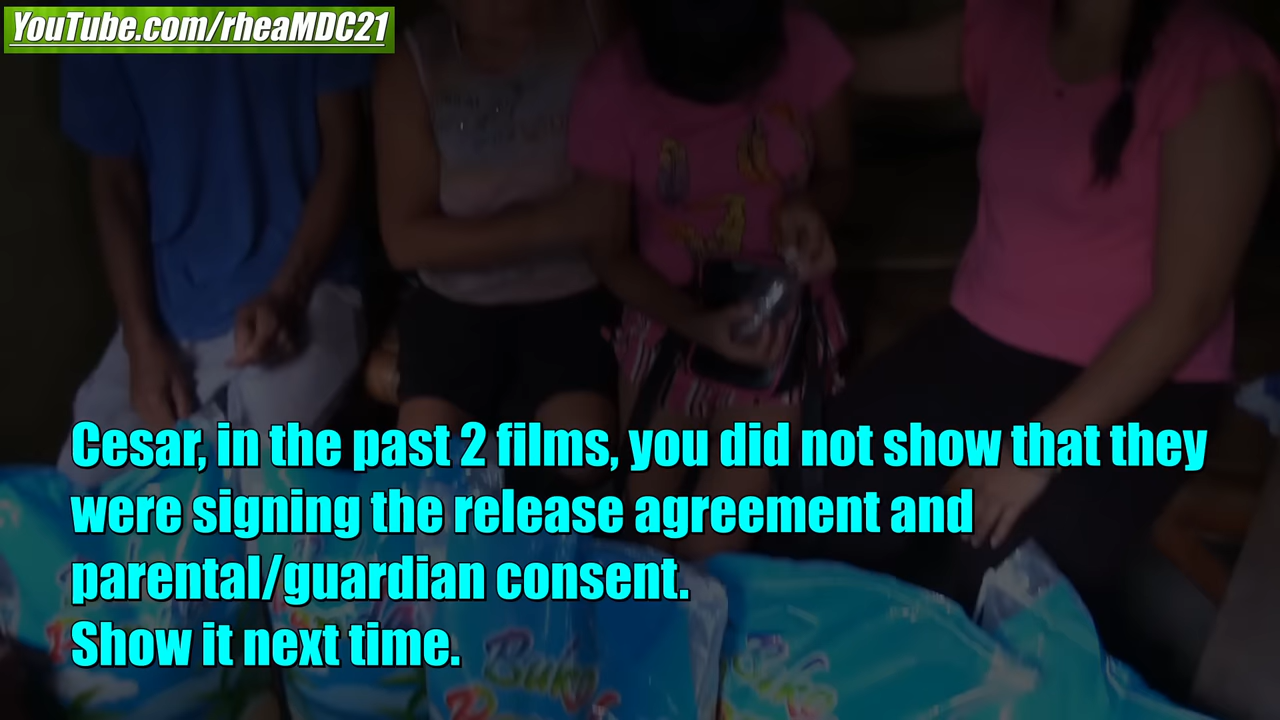 YouTube.com/rheaMDC21
Cesar, in the past 2 films, you did not show that they
were signing the release agreement and
parental/guardian consent.
Show it next time.
Buko